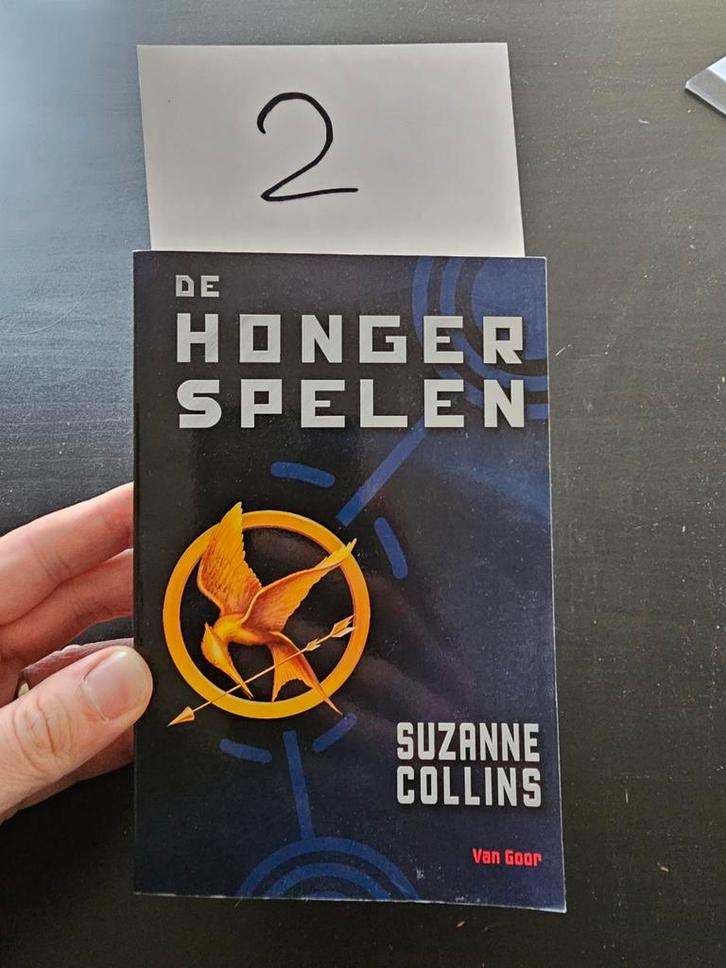 2
DE
HONGER
SPELEN
SUZANNE
COLLINS
Van Goor